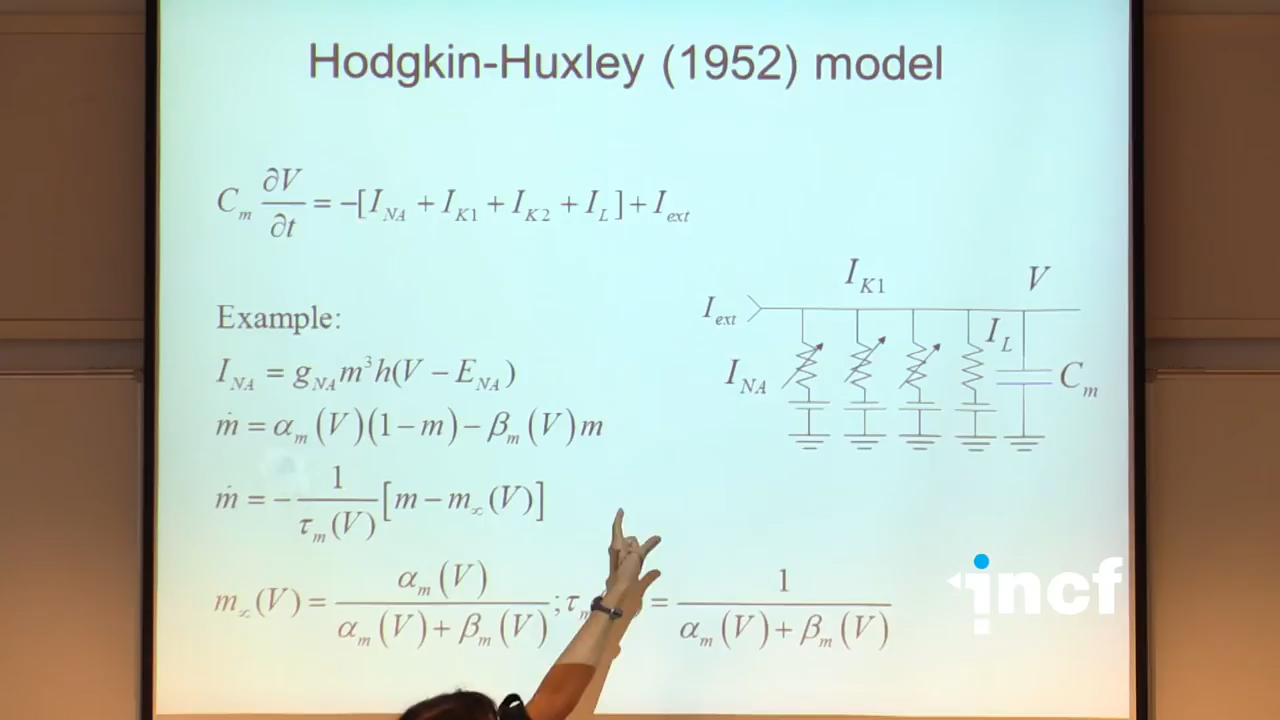 Hodgkin-Huxley (1952) model
C_m ∂V/∂t = -[I_NA + I_K1 + I_K2 + I_L] + I_ext
Example:
I_NA = g_NA m³h(V − E_NA)
ṁ = α_m(V)(1 − m) − β_m(V)m
ṁ = − 1/τ_m(V) [m − m_∞(V)]
m_∞(V) = α_m(V)/(α_m(V) + β_m(V)) ; τ_m = 1/(α_m(V) + β_m(V))
I_K1
V
I_ext
I_L
I_NA
C_m
incf